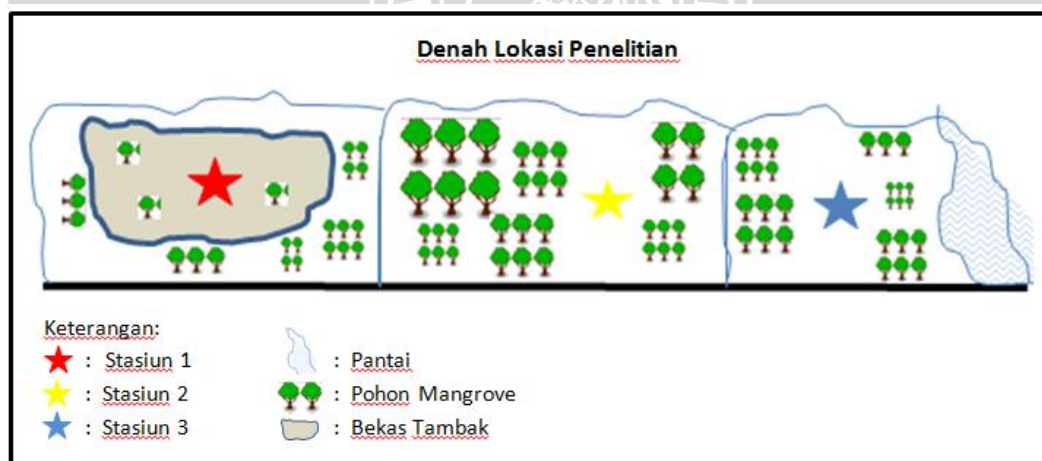 Denah Lokasi Penelitian
Keterangan:
: Stasiun 1
: Stasiun 2
: Stasiun 3
: Pantai
: Pohon Mangrove
: Bekas Tambak